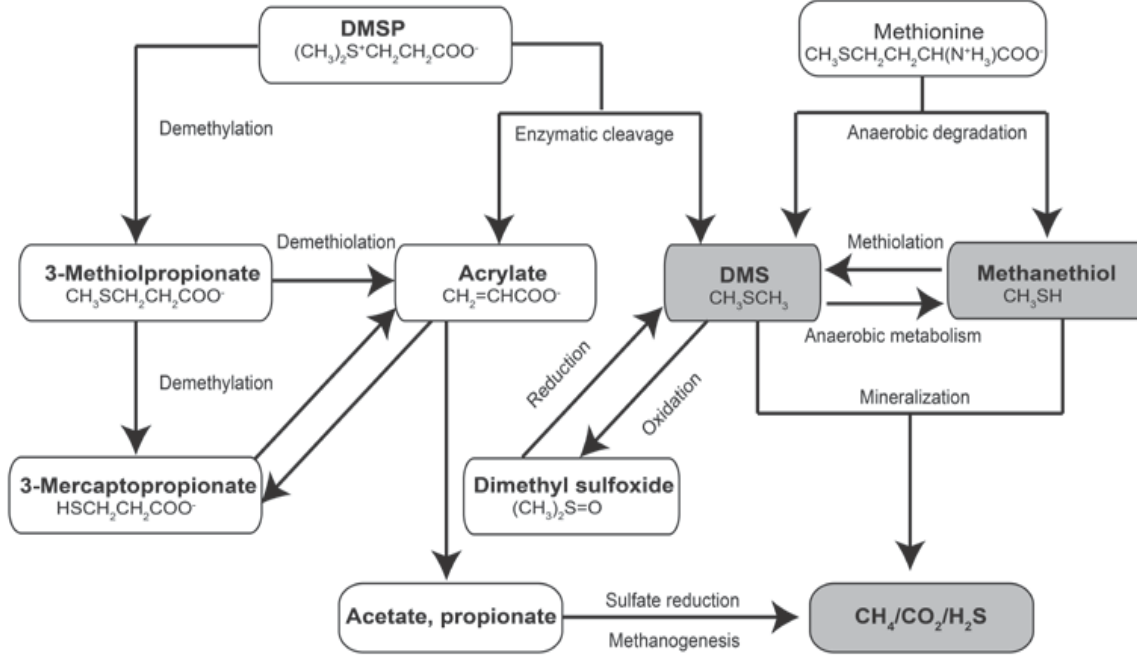 DMSP
(CH₃)₂S⁺CH₂CH₂COO⁻
Methionine
CH₃SCH₂CH₂CH(N⁺H₃)COO⁻
Demethylation
Enzymatic cleavage
Anaerobic degradation
3-Methiolpropionate
CH₃SCH₂CH₂COO⁻
Demethiolation
Acrylate
CH₂=CHCOO⁻
DMS
CH₃SCH₃
Methiolation
Methanethiol
CH₃SH
Anaerobic metabolism
Demethylation
Reduction
Oxidation
Mineralization
3-Mercaptopropionate
HSCH₂CH₂COO⁻
Dimethyl sulfoxide
(CH₃)₂S=O
Acetate, propionate
Sulfate reduction
Methanogenesis
CH₄/CO₂/H₂S